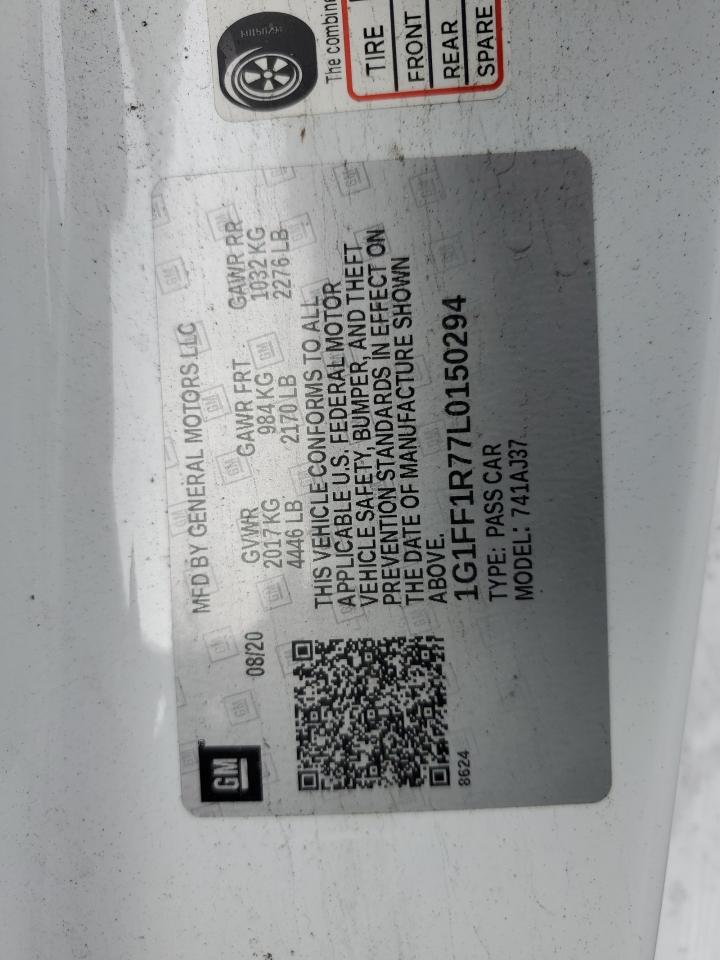 GM
MFD BY GENERAL MOTORS LLC
08/20
GVWR GAWR FRT GAWR RR
2017 KG 984 KG 1032 KG
4446 LB 2170 LB 2276 LB
THIS VEHICLE CONFORMS TO ALL
APPLICABLE U.S. FEDERAL MOTOR
VEHICLE SAFETY, BUMPER, AND THEFT
PREVENTION STANDARDS IN EFFECT ON
THE DATE OF MANUFACTURE SHOWN
ABOVE.
1G1FF1R77L0150294
TYPE: PASS CAR
MODEL: 741AJ37
8624
The combine
TIRE
FRONT
REAR
SPARE